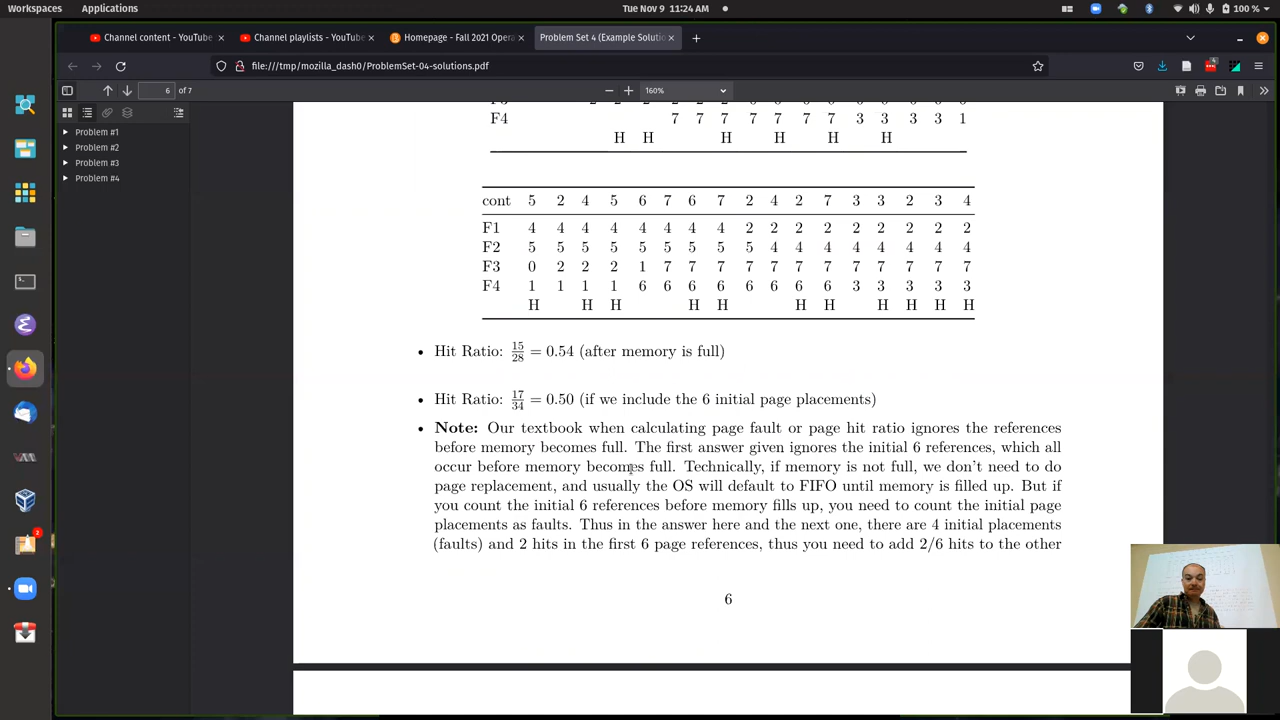 Workspaces Applications Tue Nov 9 11:24 AM 100 %
Channel content - YouTube Channel playlists - YouTube Homepage - Fall 2021 Opera Problem Set 4 (Example Solutio
file:///tmp/mozilla_dash0/ProblemSet-04-solutions.pdf
6 of 7 160%
Problem #1
Problem #2
Problem #3
Problem #4
F4 7 7 7 7 7 7 7 3 3 3 3 1
H H H H H H
cont 5 2 4 5 6 7 6 7 2 4 2 7 3 3 2 3 4
F1 4 4 4 4 4 4 4 4 2 2 2 2 2 2 2 2 2
F2 5 5 5 5 5 5 5 5 5 4 4 4 4 4 4 4 4
F3 0 2 2 2 1 7 7 7 7 7 7 7 7 7 7 7 7
F4 1 1 1 1 6 6 6 6 6 6 6 6 3 3 3 3 3
H H H H H H H H H H H
• Hit Ratio: 15/28 = 0.54 (after memory is full)
• Hit Ratio: 17/34 = 0.50 (if we include the 6 initial page placements)
• Note: Our textbook when calculating page fault or page hit ratio ignores the references
before memory becomes full. The first answer given ignores the initial 6 references, which all
occur before memory becomes full. Technically, if memory is not full, we don't need to do
page replacement, and usually the OS will default to FIFO until memory is filled up. But if
you count the initial 6 references before memory fills up, you need to count the initial page
placements as faults. Thus in the answer here and the next one, there are 4 initial placements
(faults) and 2 hits in the first 6 page references, thus you need to add 2/6 hits to the other
6